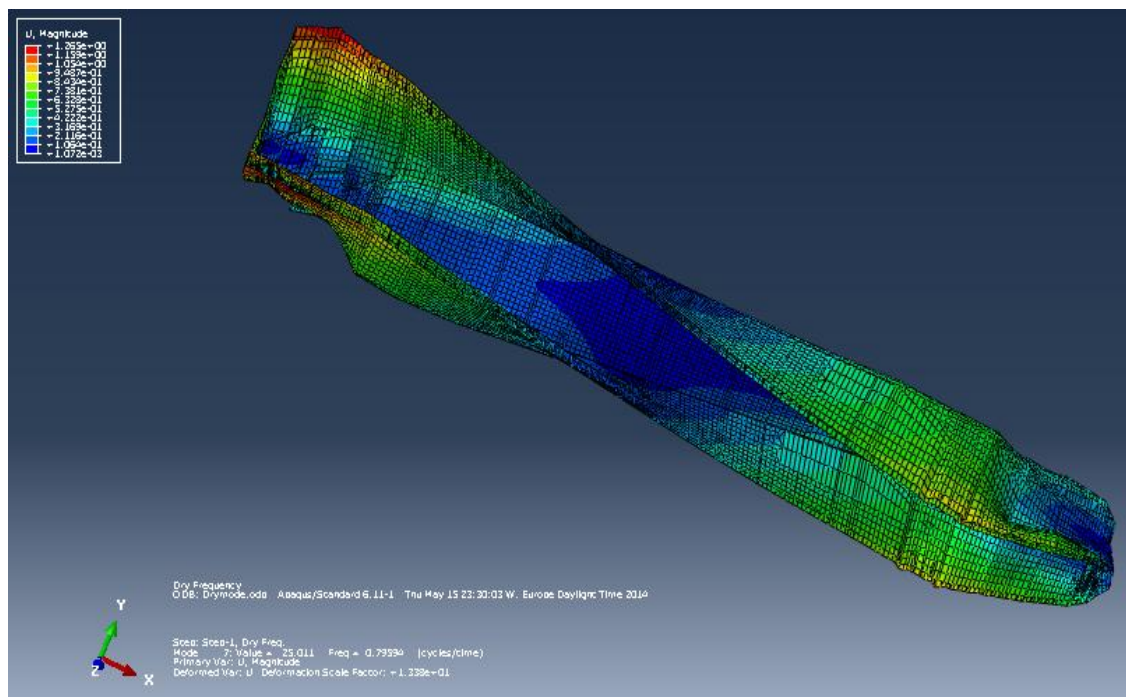 U, Magnitude
+1.265e+00
+1.159e+00
+1.054e+00
+9.487e-01
+8.434e-01
+7.381e-01
+6.328e-01
+5.275e-01
+4.222e-01
+3.169e-01
+2.116e-01
+1.064e-01
+1.072e-03
Dry Frequency
ODB: Drymode.odb Abaqus/Standard 6.11-1 Thu May 15 23:30:03 W. Europe Daylight Time 2014
Y
Z
X
Step: Step-1, Dry Freq.
Mode 7: Value = 25.011 Freq = 0.79594 (cycles/time)
Primary Var: U, Magnitude
Deformed Var: U Deformation Scale Factor: +1.338e+01